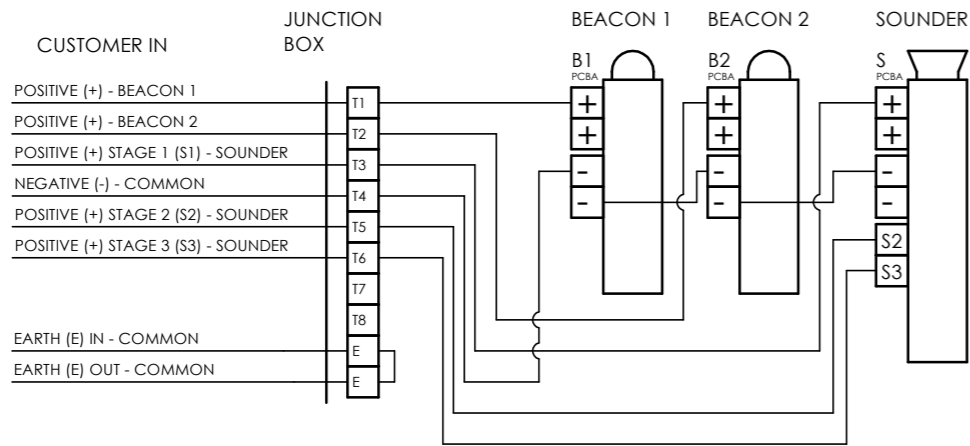 JUNCTION
BOX
BEACON 1
BEACON 2
SOUNDER
CUSTOMER IN
B1
PCBA
B2
PCBA
S
PCBA
POSITIVE (+) - BEACON 1
T1
POSITIVE (+) - BEACON 2
T2
POSITIVE (+) STAGE 1 (S1) - SOUNDER
T3
NEGATIVE (-) - COMMON
T4
POSITIVE (+) STAGE 2 (S2) - SOUNDER
T5
POSITIVE (+) STAGE 3 (S3) - SOUNDER
T6
T7
T8
EARTH (E) IN - COMMON
E
EARTH (E) OUT - COMMON
E
+
+
-
-
+
+
-
-
+
+
-
-
S2
S3